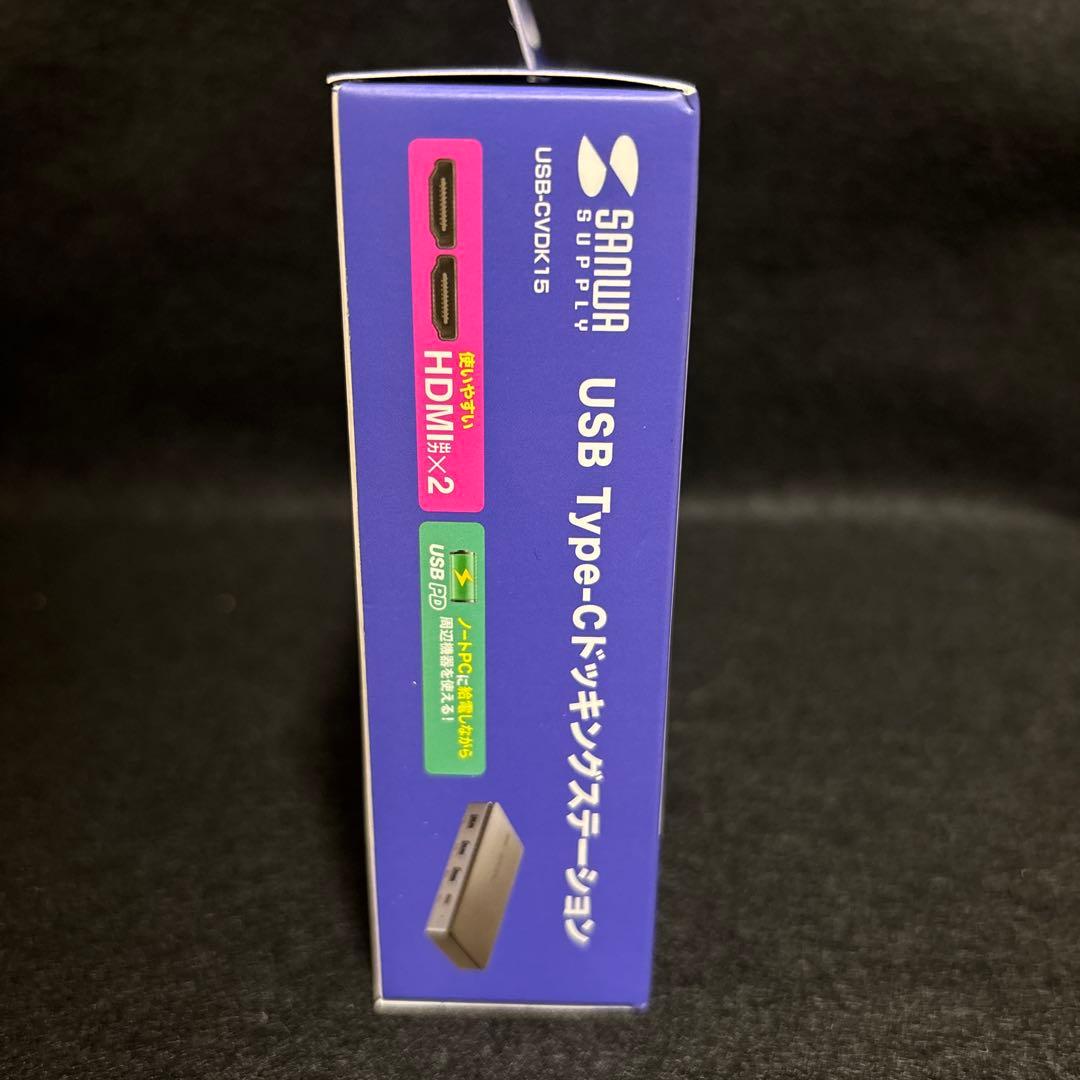 SANWA
SUPPLY
USB Type-Cドッキングステーション
USB-CVDK15
使いやすい
HDMI出力×2
USB PD
ノートPCに給電しながら
周辺機器を使える!